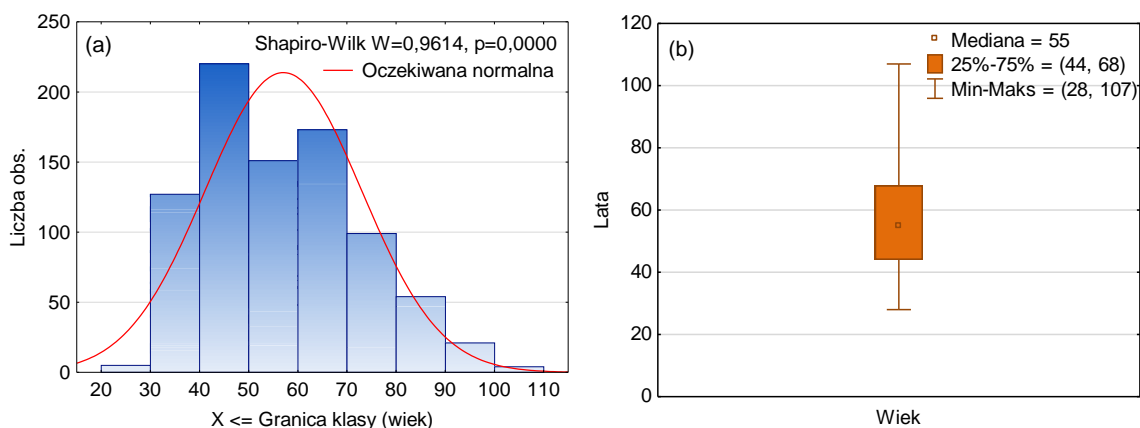 (a)
Shapiro-Wilk W=0,9614, p=0,0000
Oczekiwana normalna
Liczba obs.
250
200
150
100
50
0
20 30 40 50 60 70 80 90 100 110
X <= Granica klasy (wiek)
(b)
Mediana = 55
25%-75% = (44, 68)
Min-Maks = (28, 107)
Lata
120
100
80
60
40
20
0
Wiek